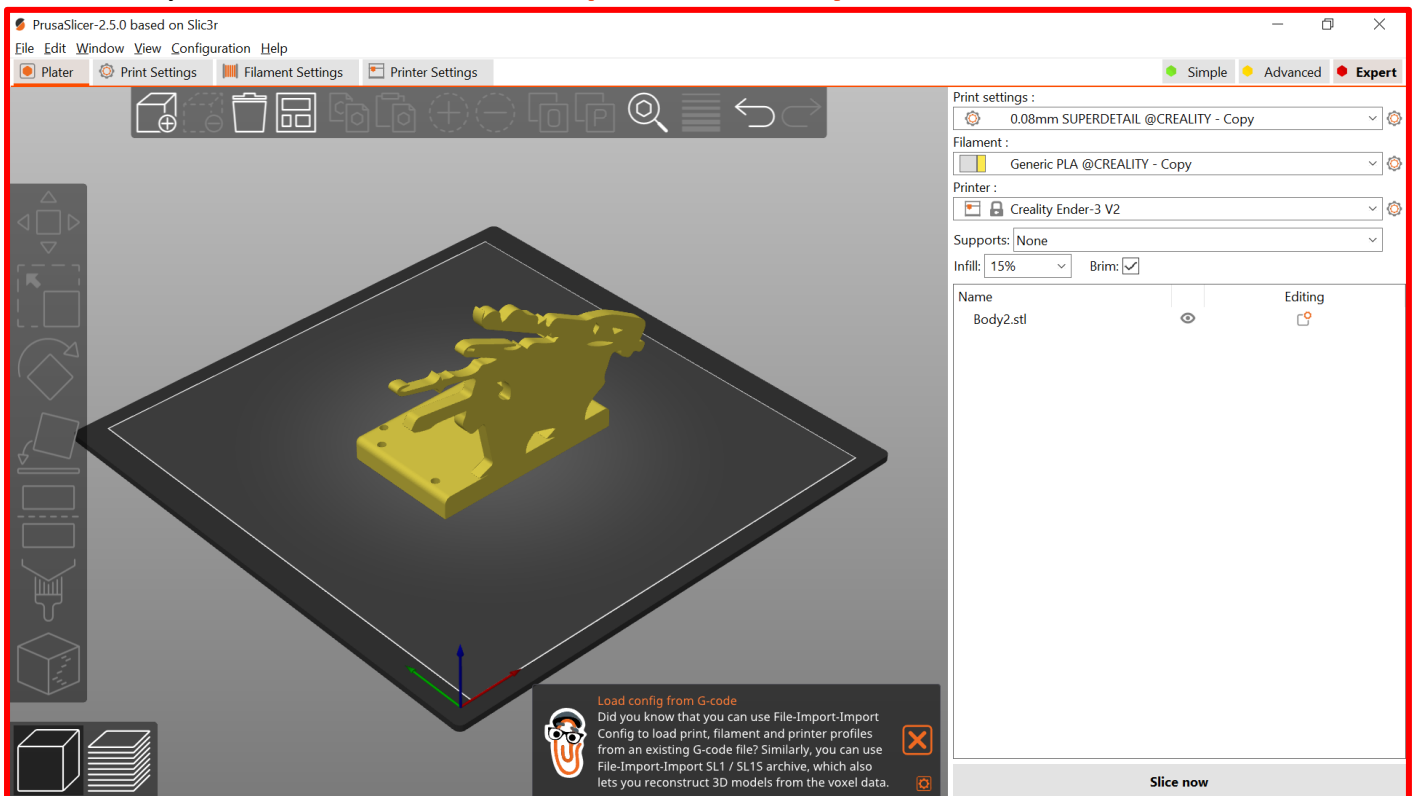 PrusaSlicer-2.5.0 based on Slic3r
File Edit Window View Configuration Help
Plater Print Settings Filament Settings Printer Settings Simple Advanced Expert
Print settings :
0.08mm SUPERDETAIL @CREALITY - Copy
Filament :
Generic PLA @CREALITY - Copy
Printer :
Creality Ender-3 V2
Supports: None
Infill: 15% Brim:
Name Editing
Body2.stl
Load config from G-code
Did you know that you can use File-Import-Import
Config to load print, filament and printer profiles
from an existing G-code file? Similarly, you can use
File-Import-Import SL1 / SL1S archive, which also
lets you reconstruct 3D models from the voxel data.
Slice now